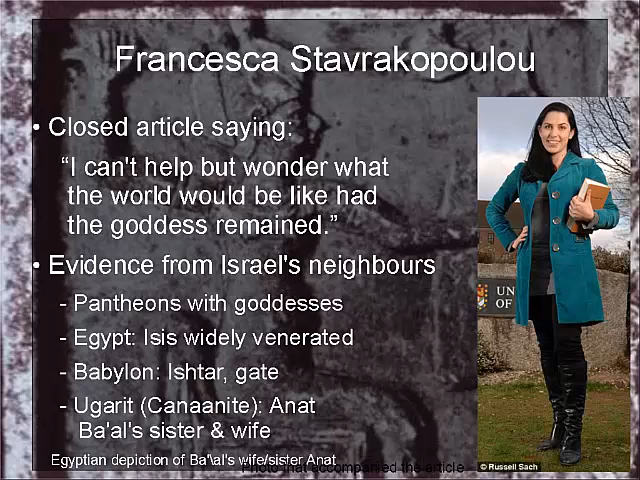 Francesca Stavrakopoulou
• Closed article saying:
“I can't help but wonder what
the world would be like had
the goddess remained.”
• Evidence from Israel's neighbours
- Pantheons with goddesses
- Egypt: Isis widely venerated
- Babylon: Ishtar, gate
- Ugarit (Canaanite): Anat
Ba'al's sister & wife
Egyptian depiction of Ba'\al's wife/sister Anat
Photo that accompanied the article
UN
OF
© Russell Sach